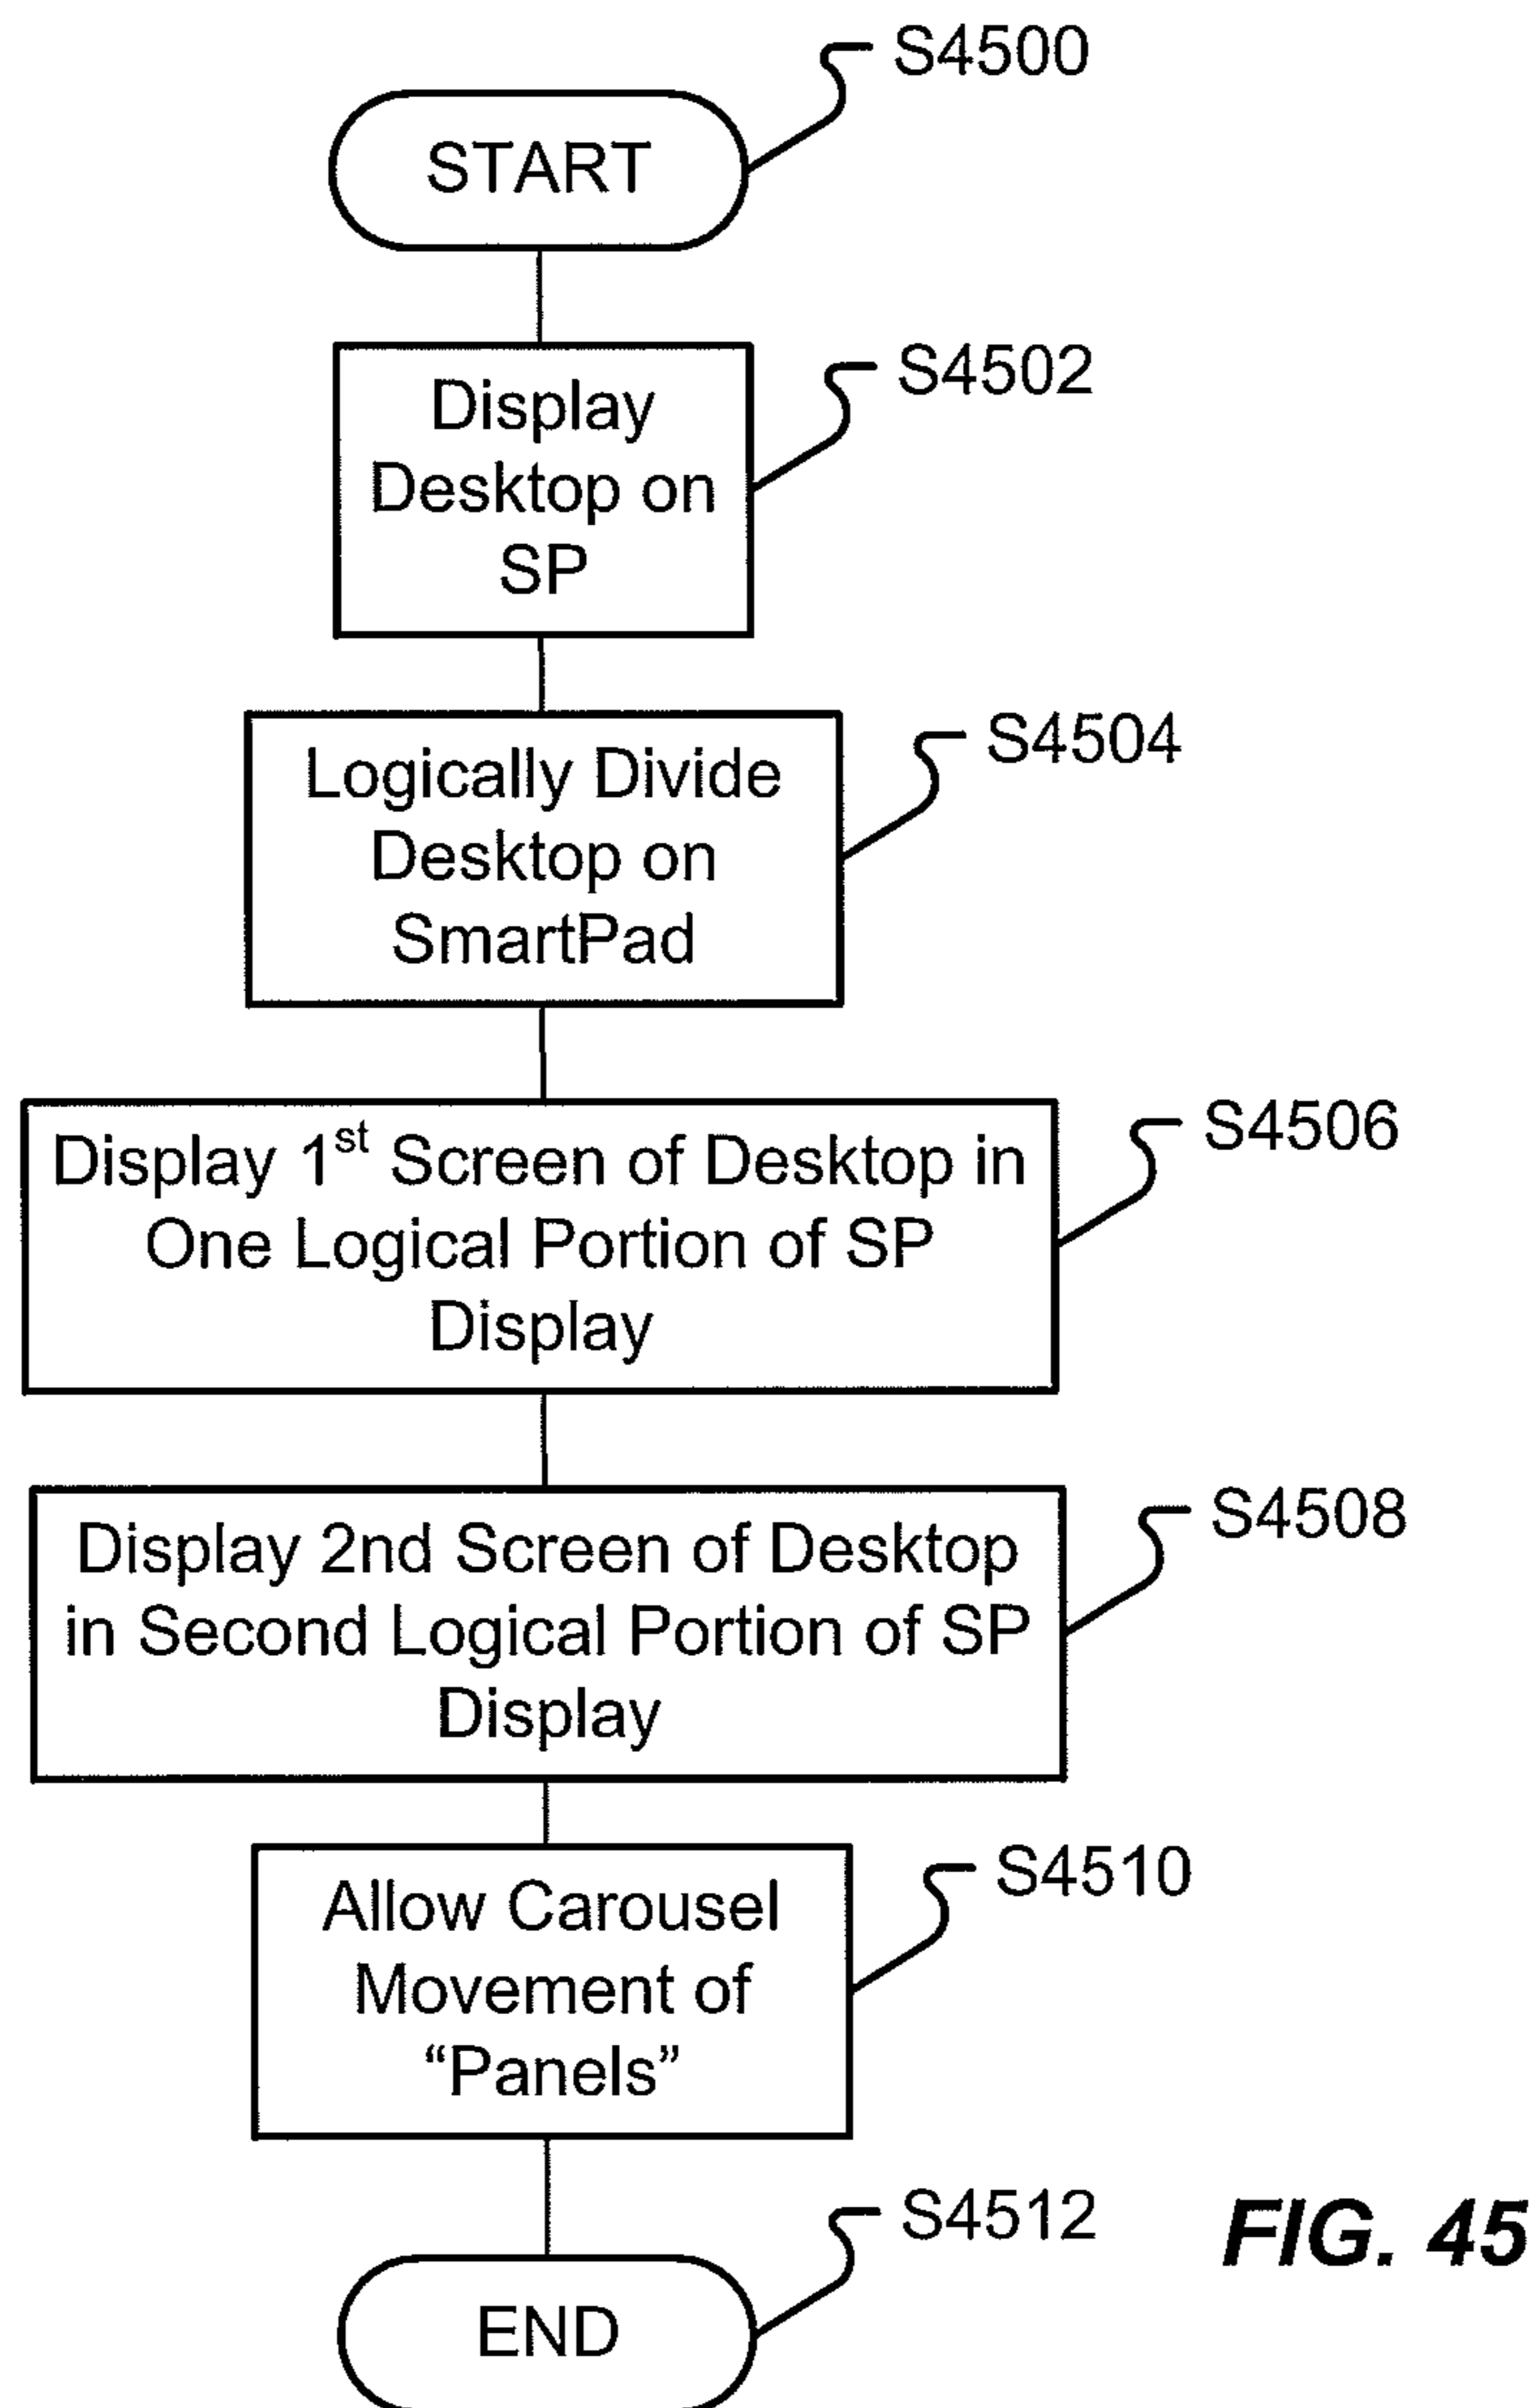 S4500
START
S4502
Display
Desktop on
SP
S4504
Logically Divide
Desktop on
SmartPad
S4506
Display 1st Screen of Desktop in
One Logical Portion of SP
Display
S4508
Display 2nd Screen of Desktop
in Second Logical Portion of SP
Display
S4510
Allow Carousel
Movement of
“Panels”
S4512
END
FIG. 45